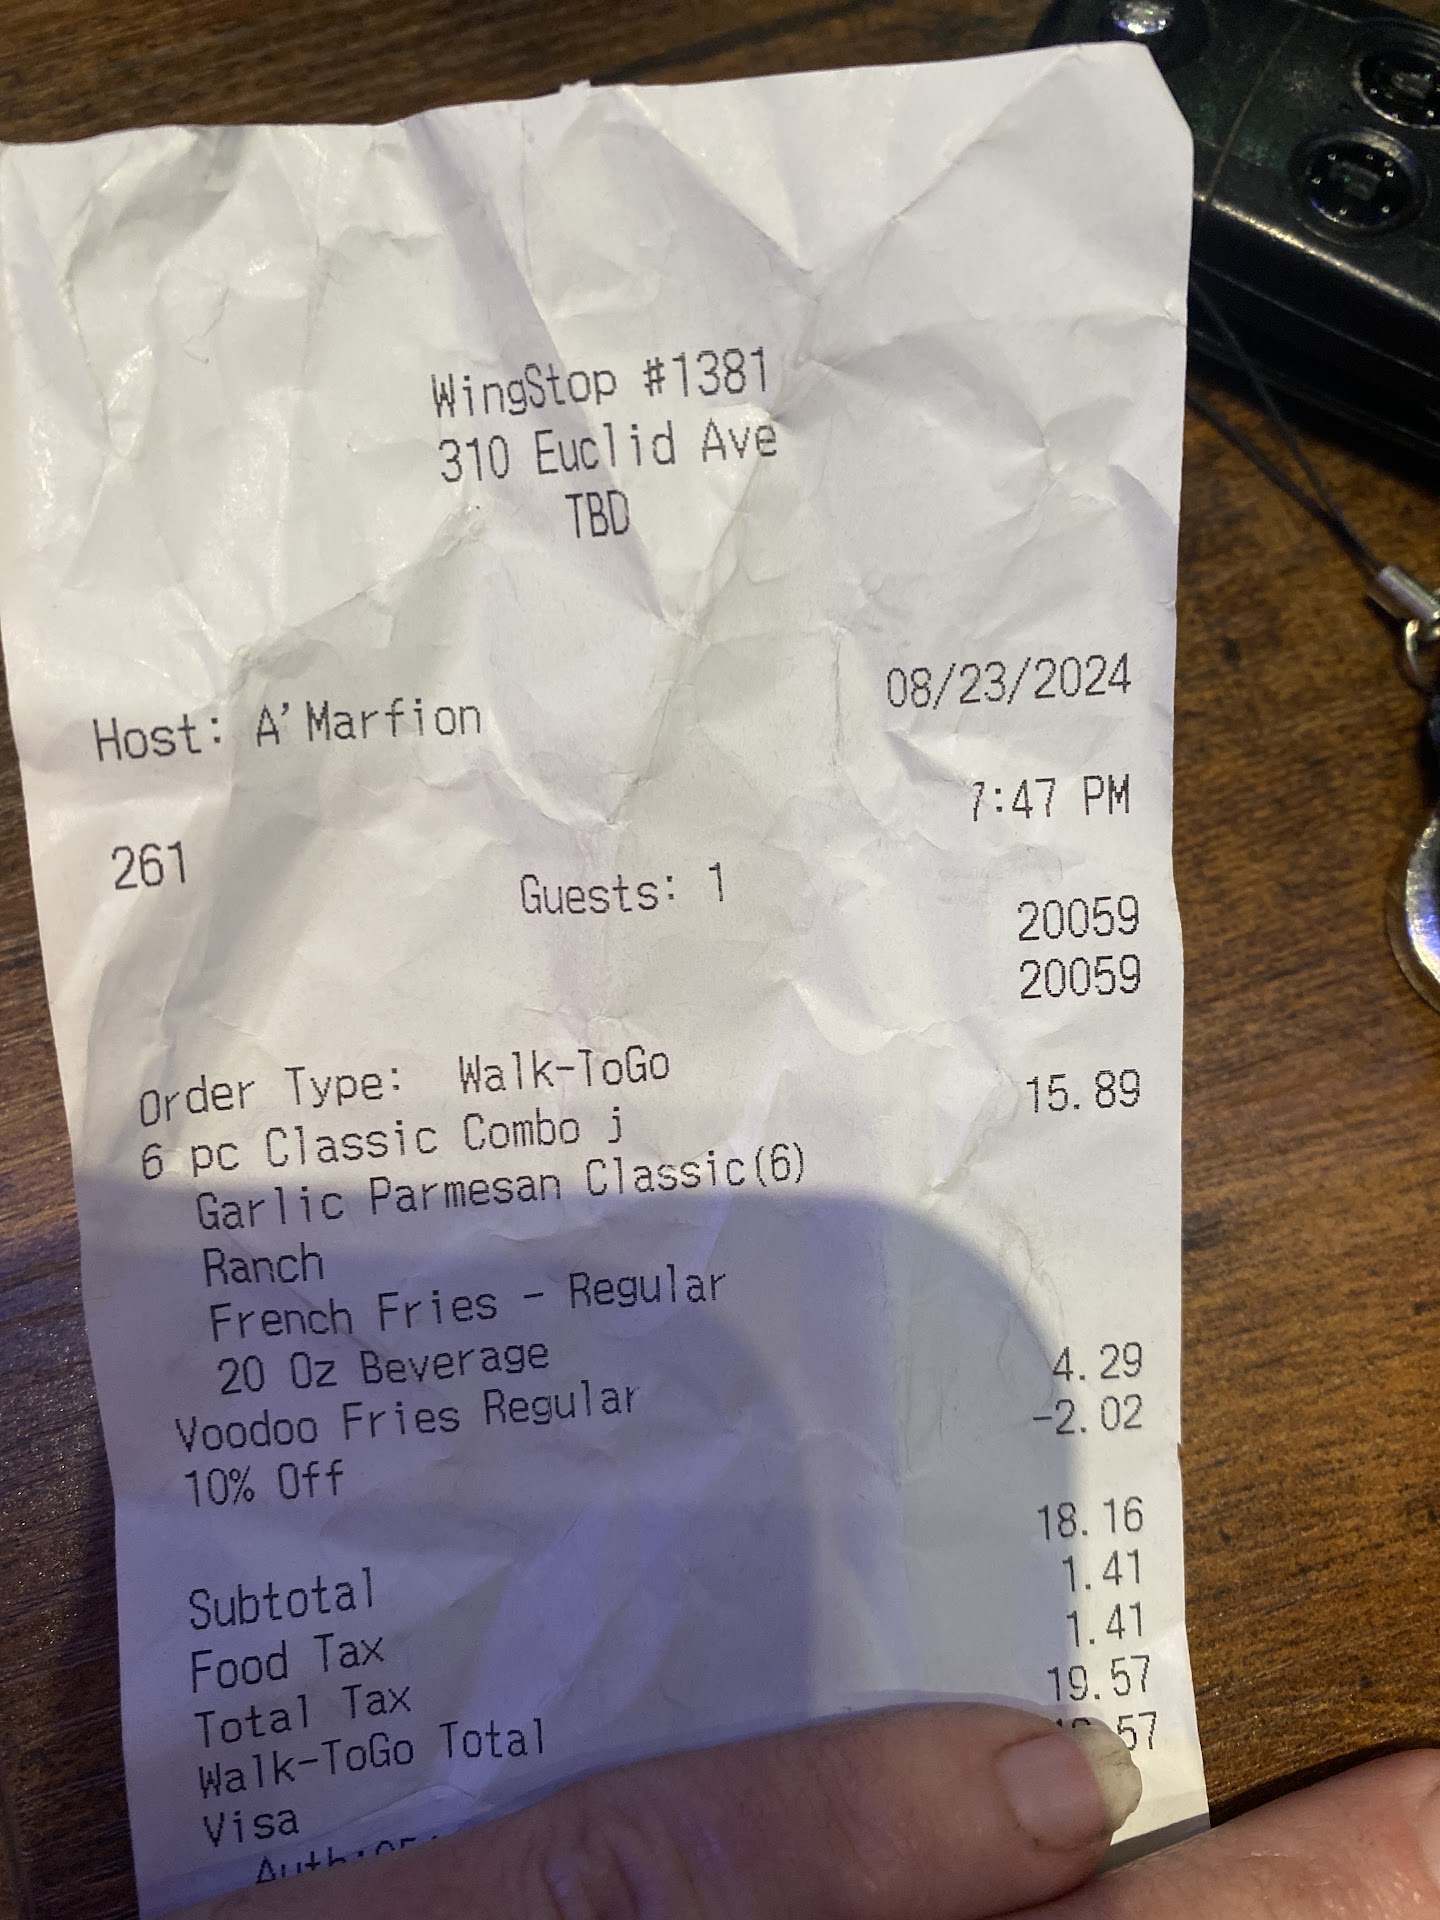 WingStop #1381
310 Euclid Ave
TBD
Host: A'Marfion 08/23/2024
7:47 PM
261
Guests: 1
20059
20059
Order Type: Walk-ToGo
6 pc Classic Combo j 15.89
Garlic Parmesan Classic(6)
Ranch
French Fries - Regular
20 Oz Beverage
Voodoo Fries Regular 4.29
10% Off -2.02
Subtotal 18.16
Food Tax 1.41
Total Tax 1.41
Walk-ToGo Total 19.57
Visa